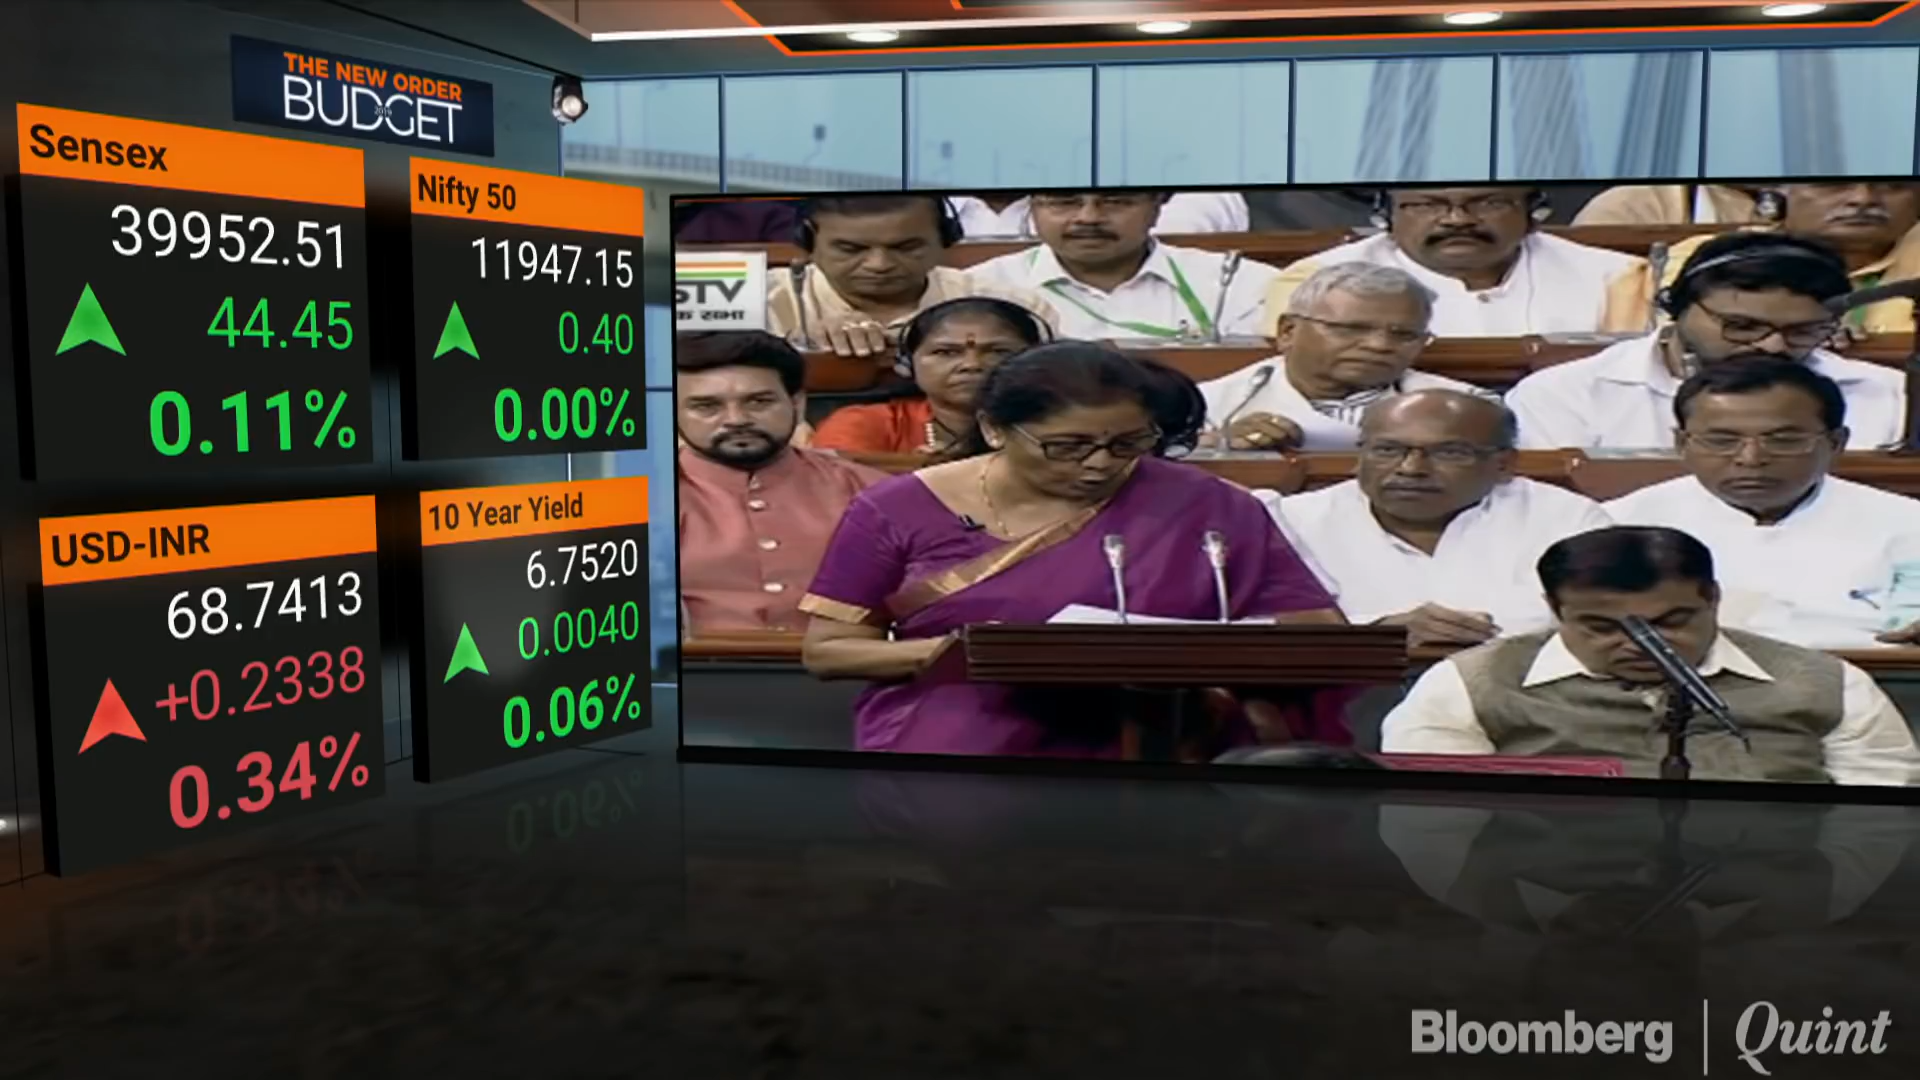 THE NEW ORDER
BUDGET
2019
Sensex
39952.51
44.45
0.11%
Nifty 50
11947.15
0.40
0.00%
USD-INR
68.7413
+0.2338
0.34%
10 Year Yield
6.7520
0.0040
0.06%
STV
क सभा
Bloomberg | Quint